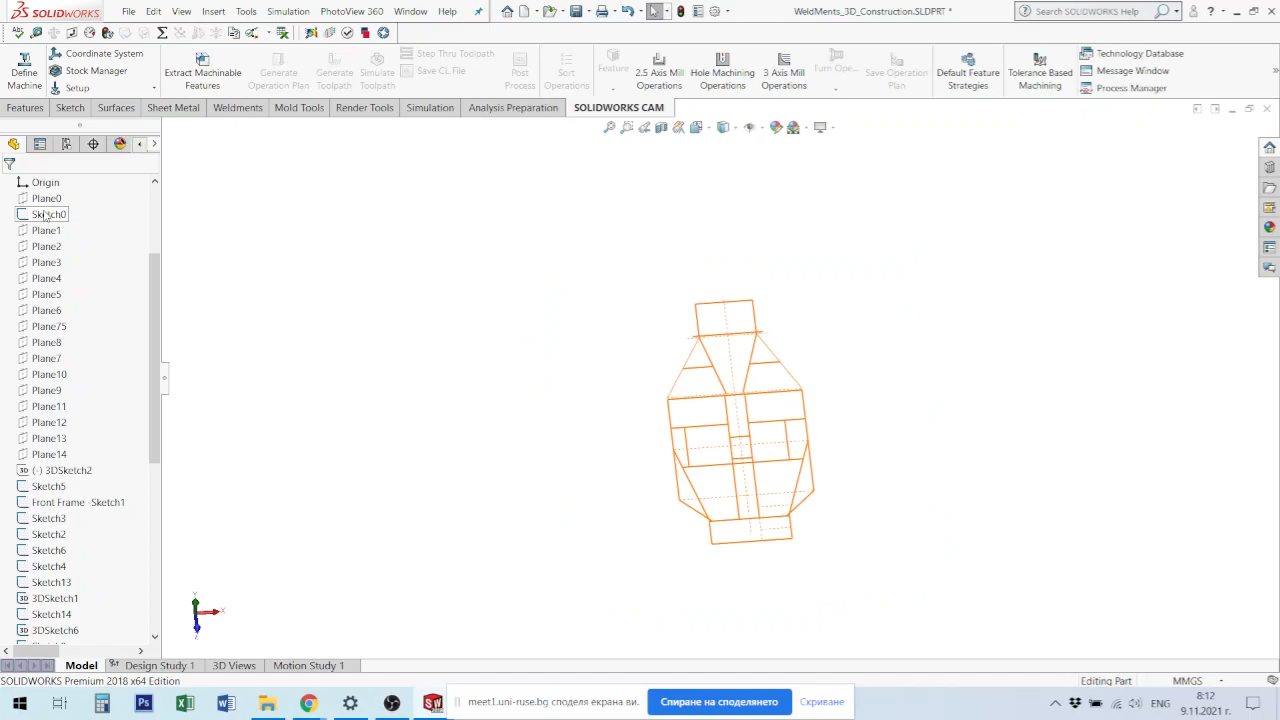 SOLIDWORKS File Edit View Insert Tools Simulation PhotoView 360 Window Help WeldMents_3D_Construction.SLDPRT * Search SOLIDWORKS Help
Define Machine
Coordinate System
Stock Manager
Setup
Extract Machinable Features
Generate Operation Plan
Generate Toolpath
Simulate Toolpath
Step Thru Toolpath
Save CL File
Post Process
Sort Operations
Feature
2.5 Axis Mill Operations
Hole Machining Operations
3 Axis Mill Operations
Turn Ope...
Save Operation Plan
Default Feature Strategies
Tolerance Based Machining
Technology Database
Message Window
Process Manager
Features Sketch Surfaces Sheet Metal Weldments Mold Tools Render Tools Simulation Analysis Preparation SOLIDWORKS CAM
Origin
Plane0
Sketch0
Plane1
Plane2
Plane3
Plane4
Plane5
Plane6
Plane75
Plane8
Plane7
Plane10
Plane9
Plane11
Plane12
Plane13
Plane14
(-) 3DSketch2
Sketch5
Front Frame -Sketch1
Sketch3
Sketch2
Sketch6
Sketch4
Sketch13
3DSketch1
Sketch14
3DSketch6
Model Design Study 1 3D Views Motion Study 1
SOLIDWORKS Premium 2018 x64 Edition Editing Part MMGS
meet1.uni-ruse.bg споделя екрана ви. Спиране на споделянето Скриване
ENG 8:12
9.11.2021 г.